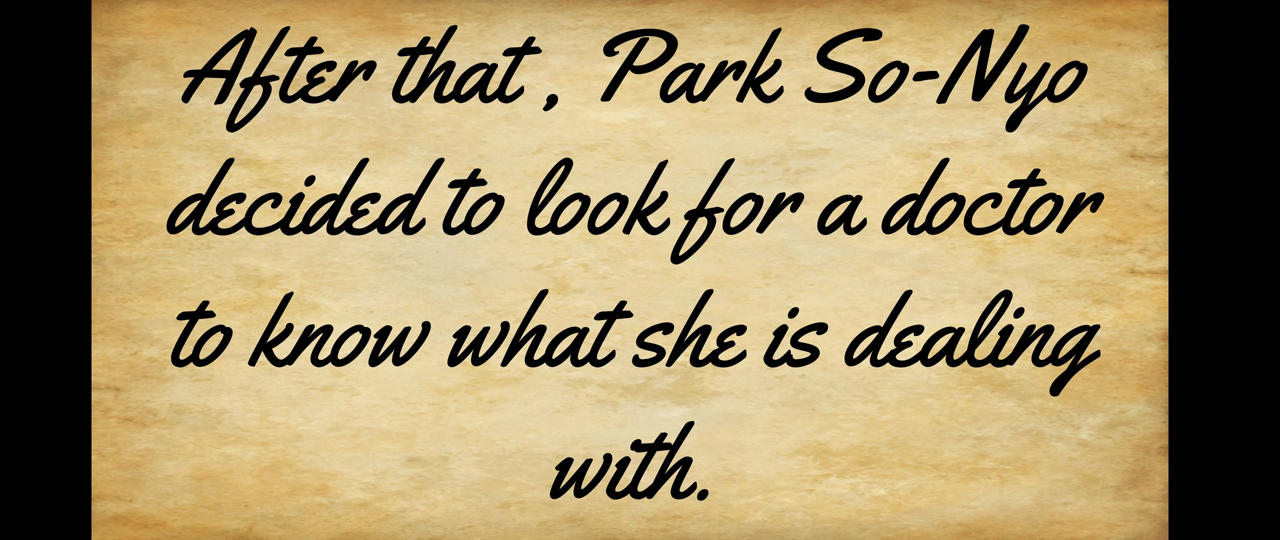 After that , Park So-Nyo
decided to look for a doctor
to know what she is dealing
with.